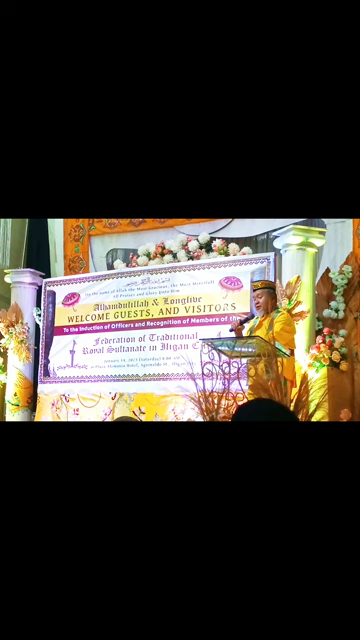 In the name of Allah the Most Gracious, the Most Merciful
All Praises and Glory Unto Him
Alhamdulillah & Longlive
WELCOME GUESTS, AND VISITORS
To the Induction of Officers and Recognition of Members of the
Federation of Traditional
Royal Sultanate in Iligan C
(Saturday)
Hotel,